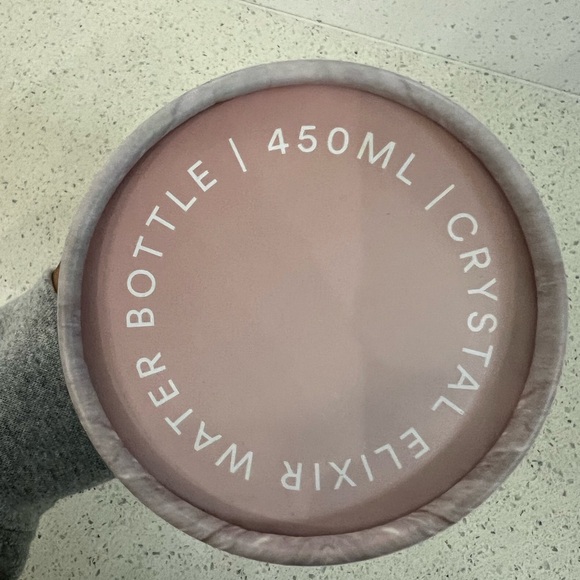 CRYSTAL ELIXIR WATER BOTTLE | 450ML |